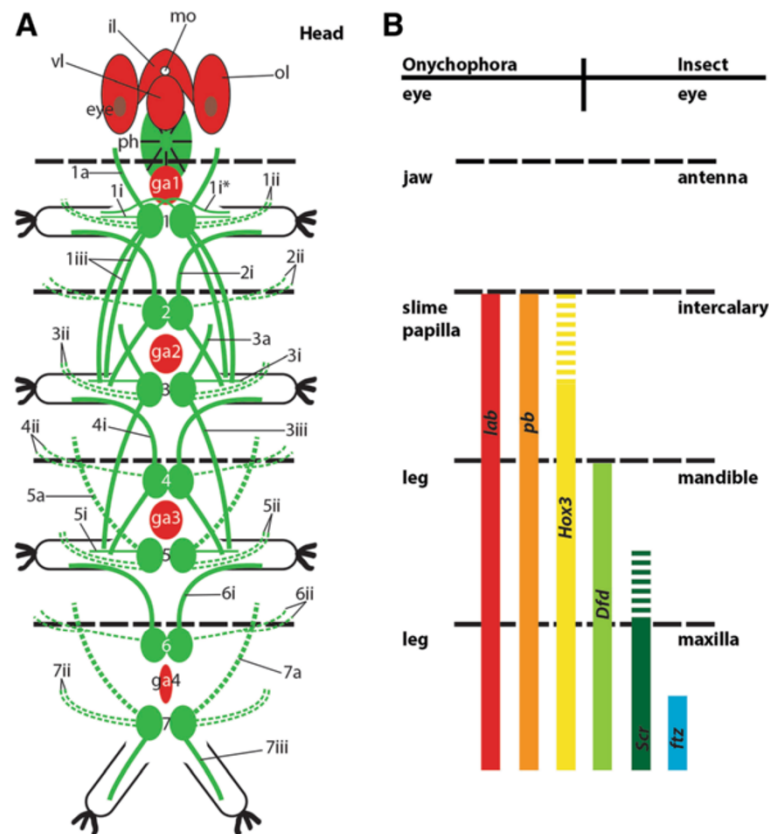 A
B
mo
il
Head
vl
ol
eye
ph
ga1
1a
1i
1i*
1ii
1
1iii
2i
2ii
2
3ii
ga2
3a
3i
3
4ii
4i
3iii
4
5a
ga3
5i
5ii
5
6i
6ii
6
7ii
ga4
7a
7
7iii
Onychophora
Insect
eye
eye
jaw
antenna
slime
papilla
intercalary
lab
pb
Hox3
leg
mandible
Dfd
leg
maxilla
Scr
ftz